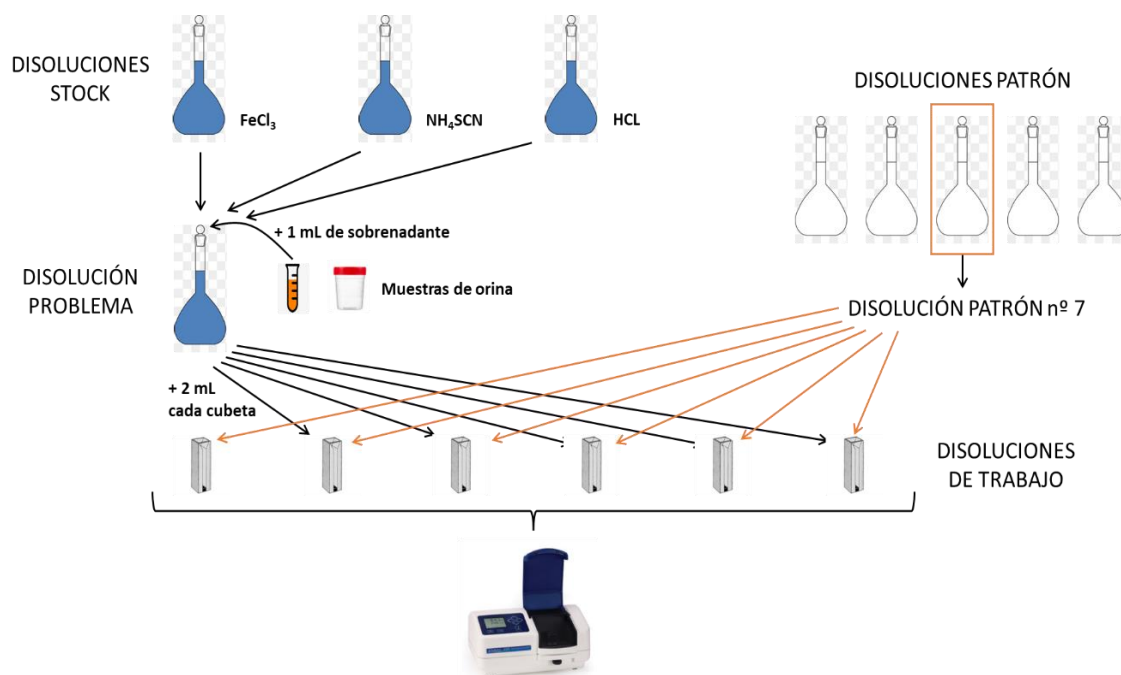 DISOLUCIONES
STOCK
FeCl₃
NH₄SCN
HCL
DISOLUCIONES PATRÓN
+ 1 mL de sobrenadante
DISOLUCIÓN
PROBLEMA
Muestras de orina
DISOLUCIÓN PATRÓN nº 7
+ 2 mL
cada cubeta
DISOLUCIONES
DE TRABAJO